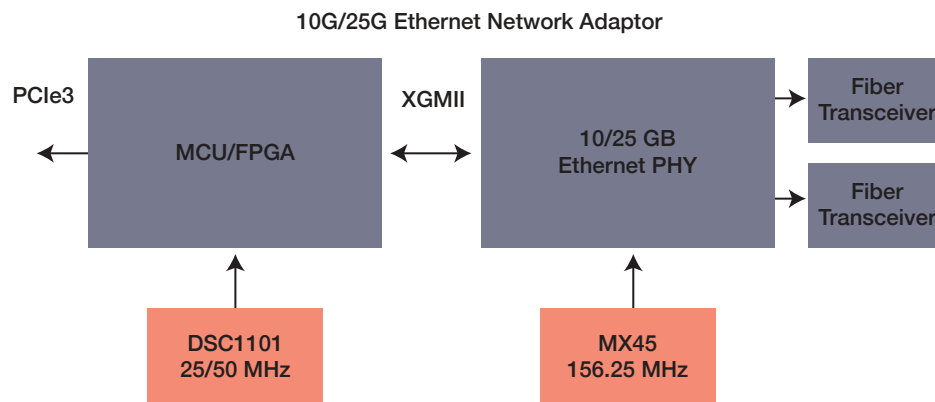 10G/25G Ethernet Network Adaptor
PCIe3
MCU/FPGA
XGMII
10/25 GB
Ethernet PHY
Fiber
Transceiver
Fiber
Transceiver
DSC1101
25/50 MHz
MX45
156.25 MHz